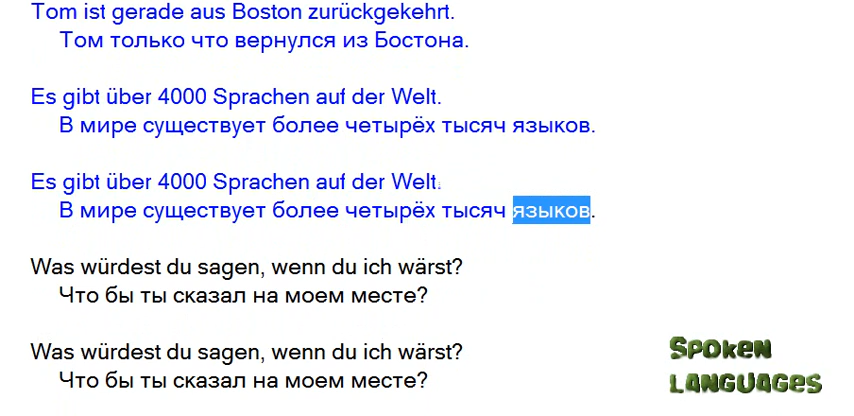 Tom ist gerade aus Boston zurückgekehrt.
Том только что вернулся из Бостона.
Es gibt über 4000 Sprachen auf der Welt.
В мире существует более четырёх тысяч языков.
Es gibt über 4000 Sprachen auf der Welt.
В мире существует более четырёх тысяч языков.
Was würdest du sagen, wenn du ich wärst?
Что бы ты сказал на моем месте?
Was würdest du sagen, wenn du ich wärst?
Что бы ты сказал на моем месте?
Spoken
Languages